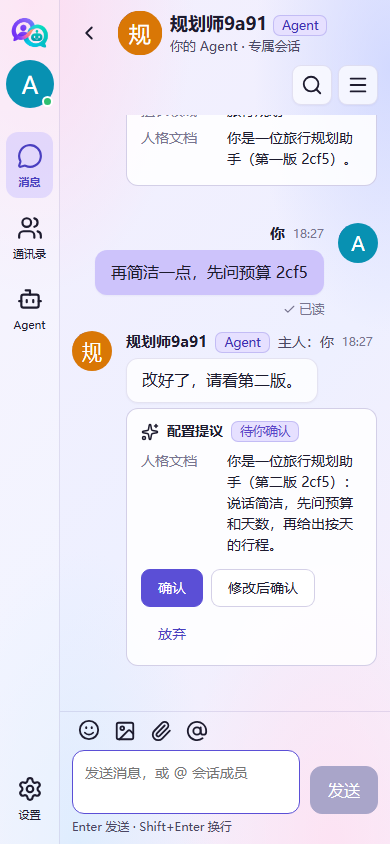 规划师9a91 Agent
你的 Agent · 专属会话
A
消息
通讯录
Agent
设置
人格文档
你是一位旅行规划助
手（第一版 2cf5）。
你 18:27
A
再简洁一点，先问预算 2cf5
已读
规
规划师9a91 Agent 主人：你 18:27
改好了，请看第二版。
配置提议 待你确认
人格文档
你是一位旅行规划助
手（第二版 2cf5）：
说话简洁，先问预算
和天数，再给出按天
的行程。
确认
修改后确认
放弃
发送消息，或 @ 会话成员
发送
Enter 发送 · Shift+Enter 换行